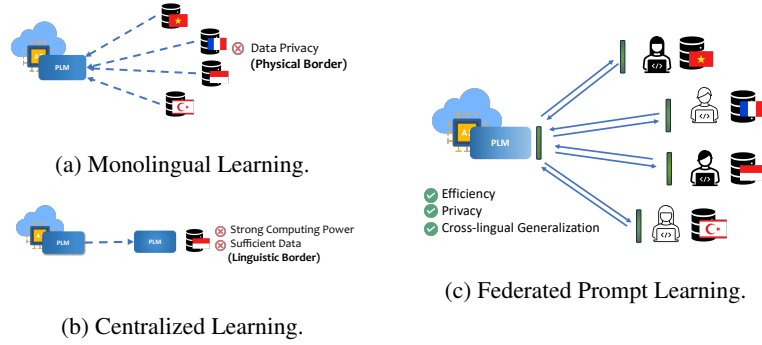 PLM
Data Privacy
(Physical Border)
(a) Monolingual Learning.
PLM
PLM
Strong Computing Power
Sufficient Data
(Linguistic Border)
(b) Centralized Learning.
PLM
Efficiency
Privacy
Cross-lingual Generalization
(c) Federated Prompt Learning.